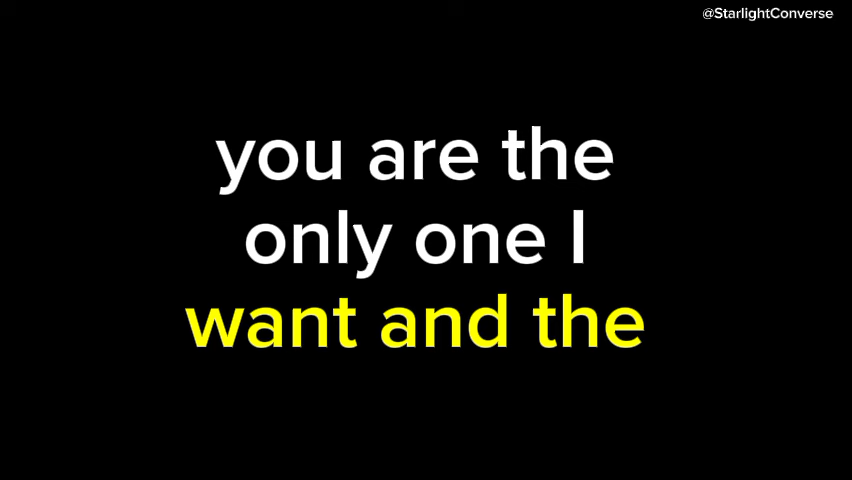 @StarlightConverse
you are the
only one I
want and the